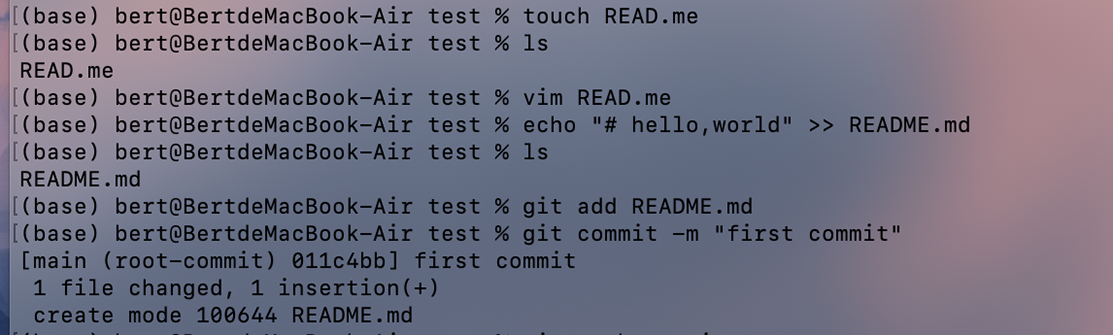 [(base) bert@BertdeMacBook-Air test % touch READ.me
[(base) bert@BertdeMacBook-Air test % ls
READ.me
[(base) bert@BertdeMacBook-Air test % vim READ.me
[(base) bert@BertdeMacBook-Air test % echo "# hello,world" >> README.md
[(base) bert@BertdeMacBook-Air test % ls
README.md
[(base) bert@BertdeMacBook-Air test % git add README.md
[(base) bert@BertdeMacBook-Air test % git commit -m "first commit"
[main (root-commit) 011c4bb] first commit
 1 file changed, 1 insertion(+)
 create mode 100644 README.md